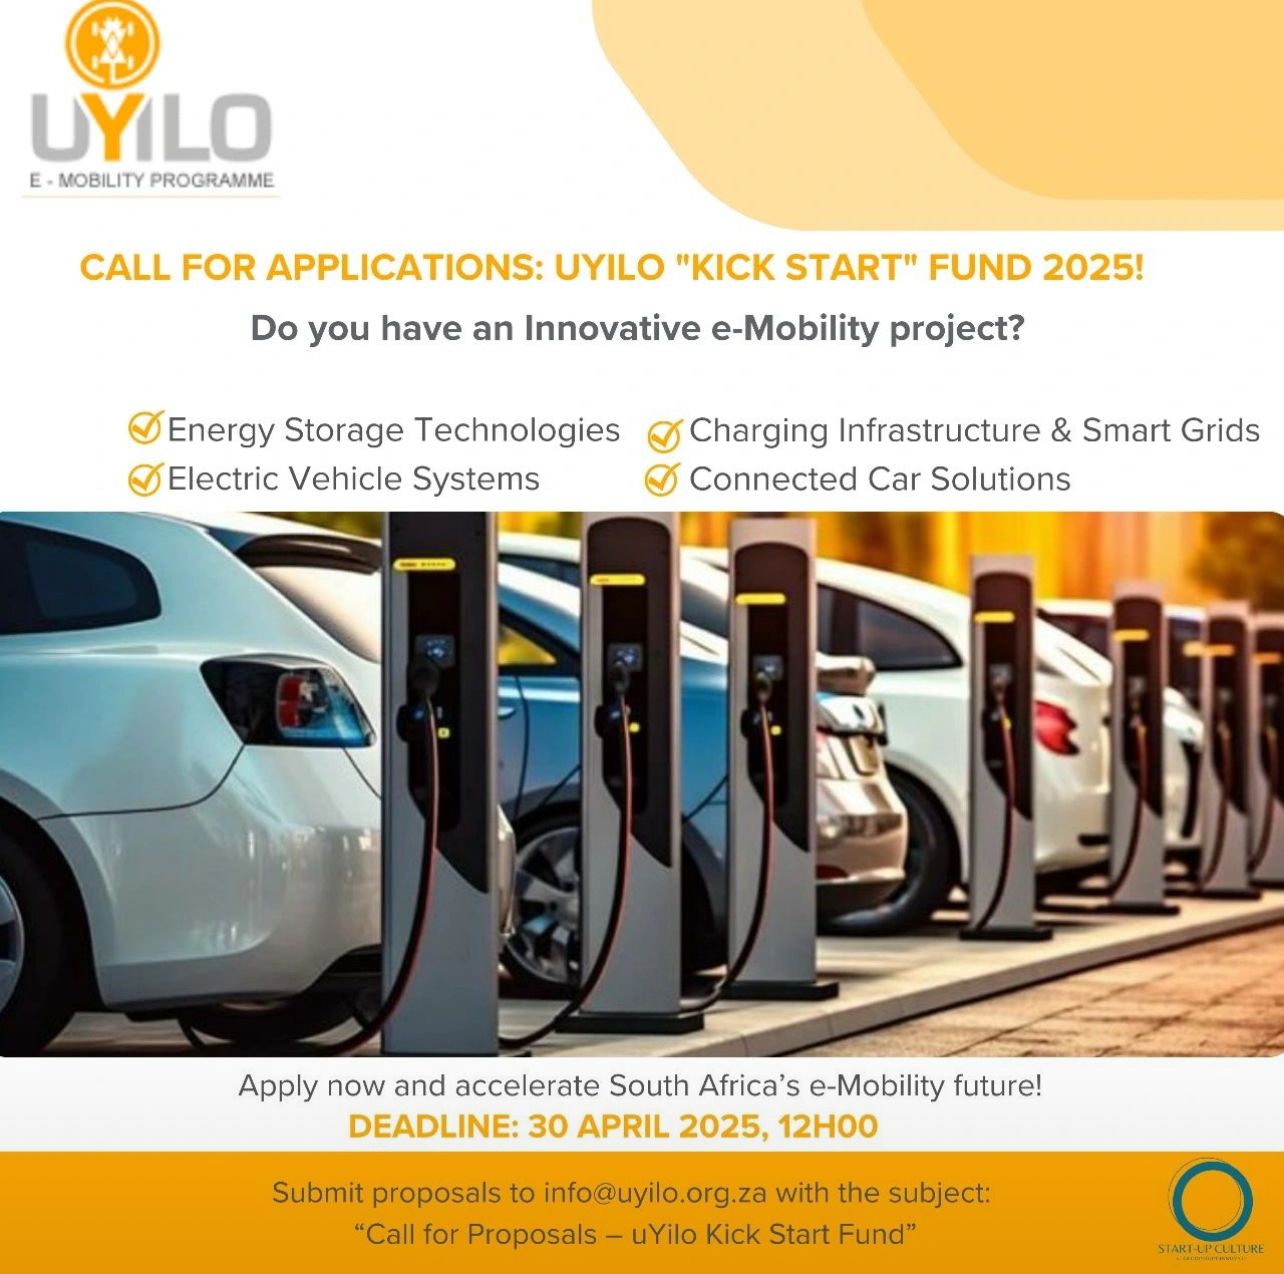 UYILO
E - MOBILITY PROGRAMME
CALL FOR APPLICATIONS: UYILO "KICK START" FUND 2025!
Do you have an Innovative e-Mobility project?
Energy Storage Technologies
Charging Infrastructure & Smart Grids
Electric Vehicle Systems
Connected Car Solutions
Apply now and accelerate South Africa’s e-Mobility future!
DEADLINE: 30 APRIL 2025, 12H00
Submit proposals to info@uyilo.org.za with the subject:
“Call for Proposals – uYilo Kick Start Fund”
START-UP CULTURE